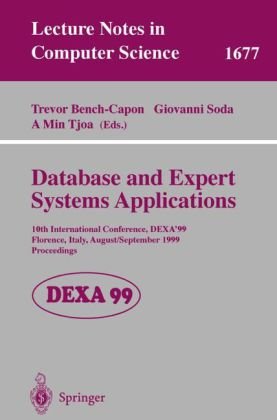 Lecture Notes in
Computer Science 1677
Trevor Bench-Capon Giovanni Soda
A Min Tjoa (Eds.)
Database and Expert
Systems Applications
10th International Conference, DEXA'99
Florence, Italy, August/September 1999
Proceedings
DEXA 99
Springer